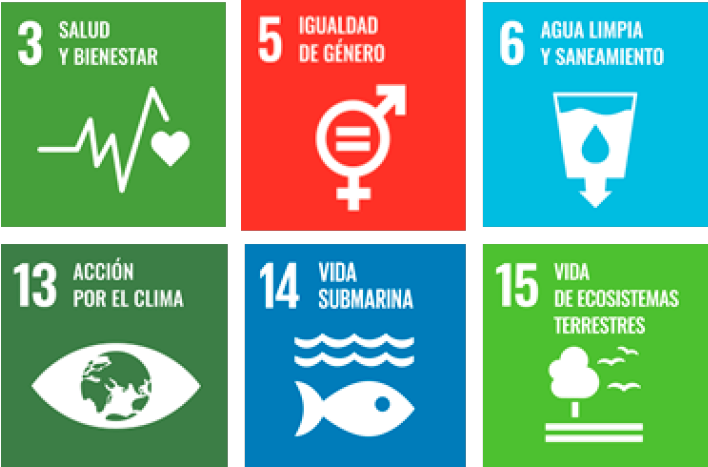 3 SALUD
Y BIENESTAR
5 IGUALDAD
DE GÉNERO
6 AGUA LIMPIA
Y SANEAMIENTO
13 ACCIÓN
POR EL CLIMA
14 VIDA
SUBMARINA
15 VIDA
DE ECOSISTEMAS
TERRESTRES